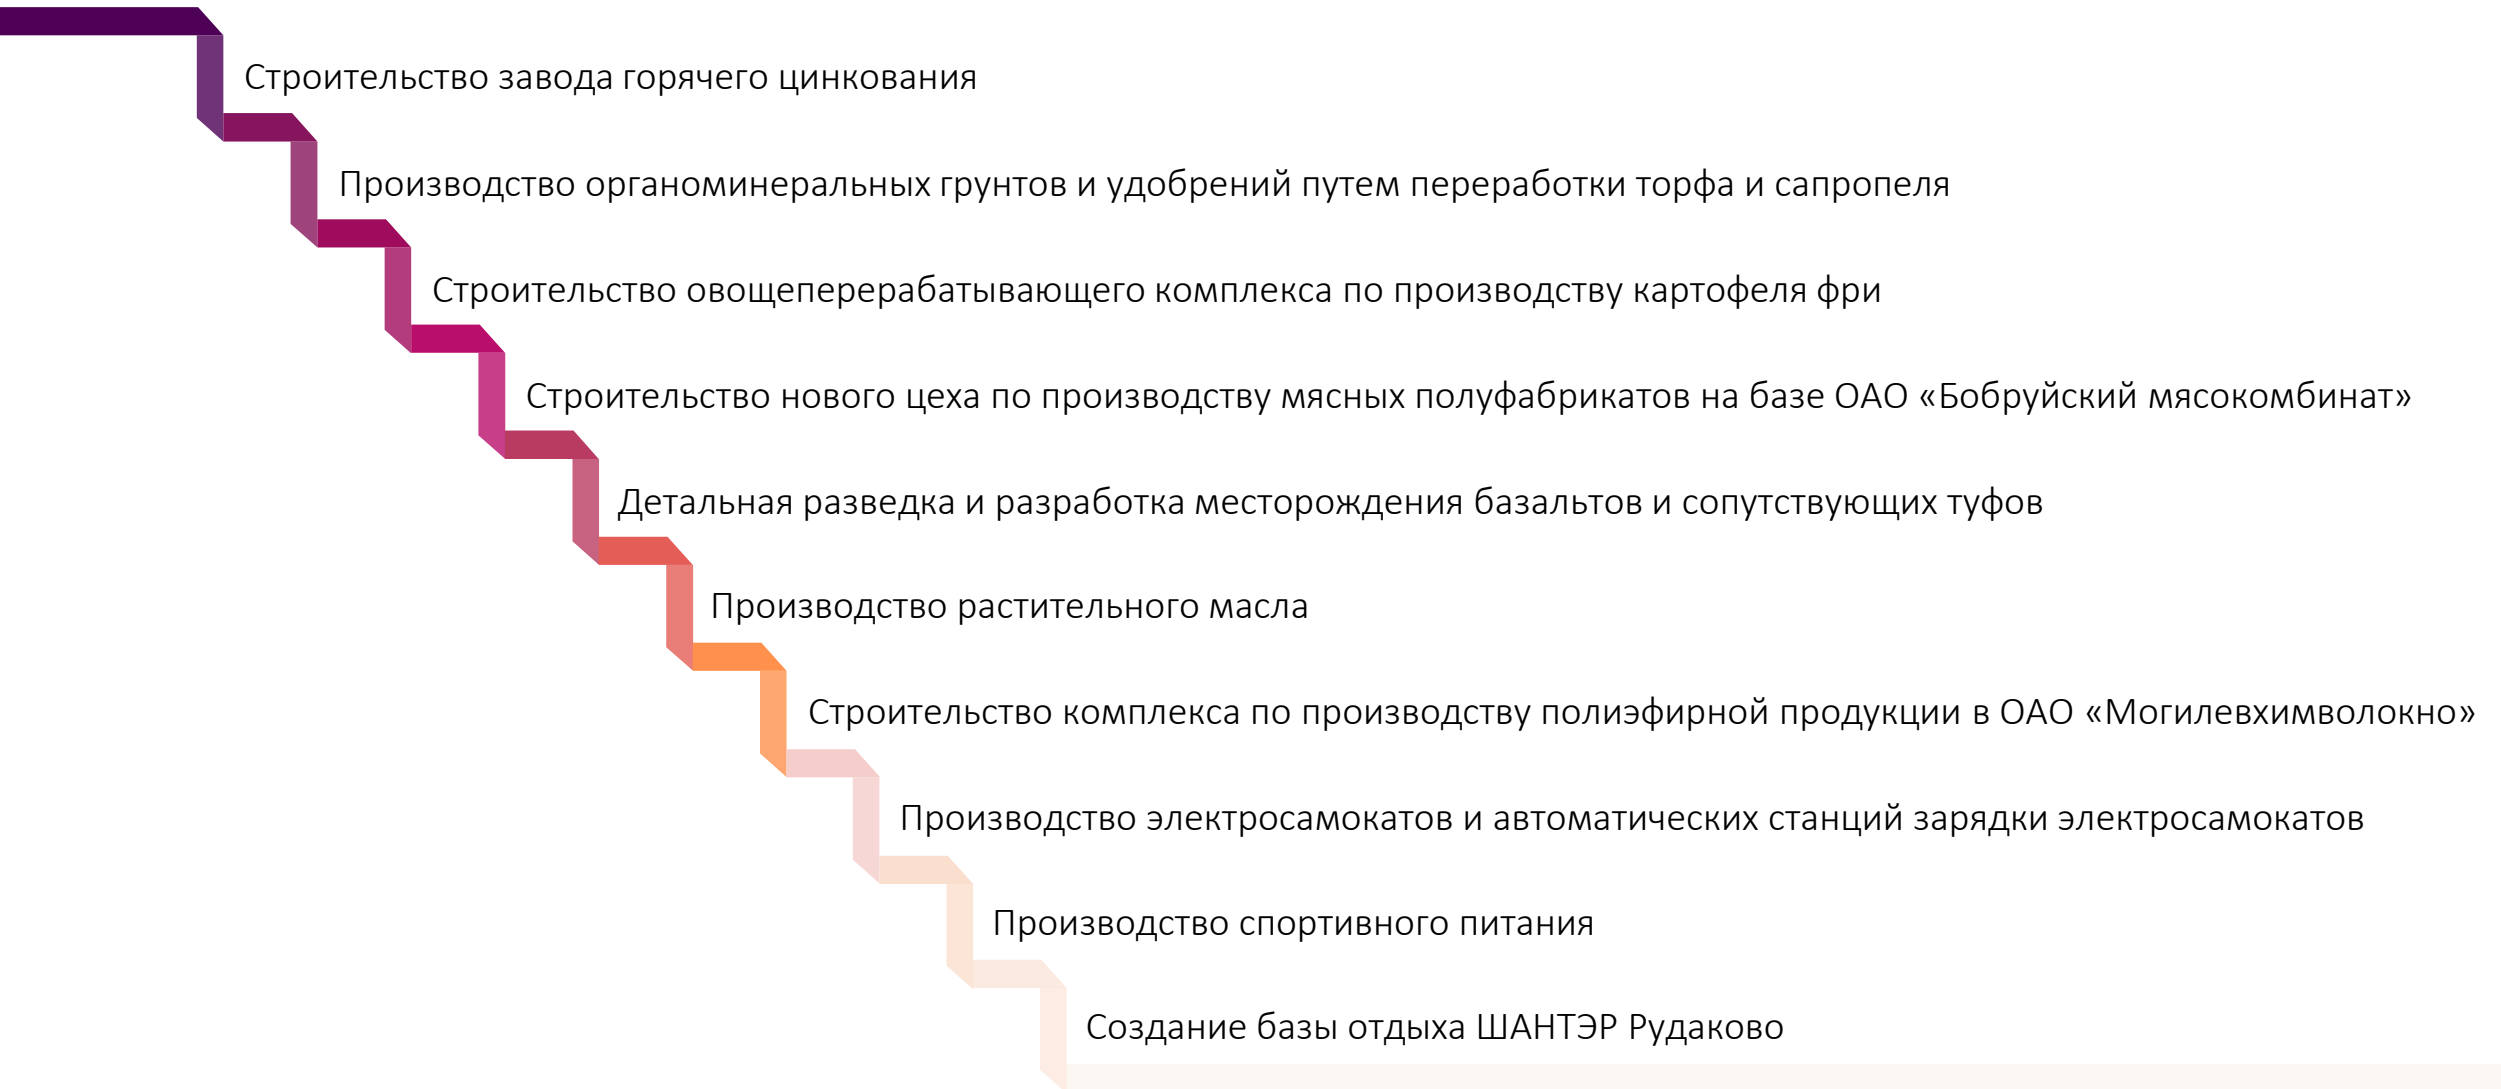 Строительство завода горячего цинкования
Производство органоминеральных грунтов и удобрений путем переработки торфа и сапропеля
Строительство овощеперерабатывающего комплекса по производству картофеля фри
Строительство нового цеха по производству мясных полуфабрикатов на базе ОАО «Бобруйский мясокомбинат»
Детальная разведка и разработка месторождения базальтов и сопутствующих туфов
Производство растительного масла
Строительство комплекса по производству полиэфирной продукции в ОАО «Могилевхимволокно»
Производство электросамокатов и автоматических станций зарядки электросамокатов
Производство спортивного питания
Создание базы отдыха ШАНТЭР Рудаково